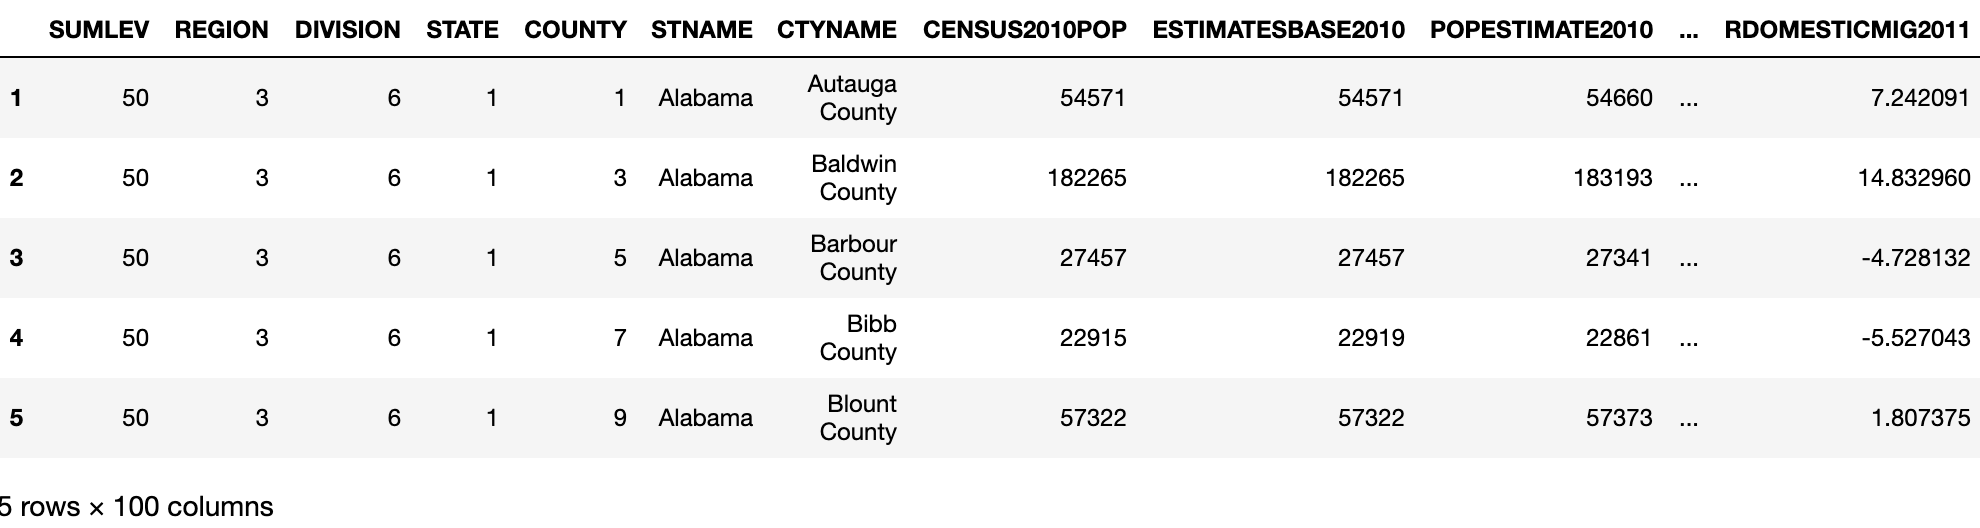 SUMLEV REGION DIVISION STATE COUNTY STNAME CTYNAME CENSUS2010POP ESTIMATESBASE2010 POPESTIMATE2010 ... RDOMESTICMIG2011
1 50 3 6 1 1 Alabama Autauga County 54571 54571 54660 ... 7.242091
2 50 3 6 1 3 Alabama Baldwin County 182265 182265 183193 ... 14.832960
3 50 3 6 1 5 Alabama Barbour County 27457 27457 27341 ... -4.728132
4 50 3 6 1 7 Alabama Bibb County 22915 22919 22861 ... -5.527043
5 50 3 6 1 9 Alabama Blount County 57322 57322 57373 ... 1.807375
5 rows × 100 columns